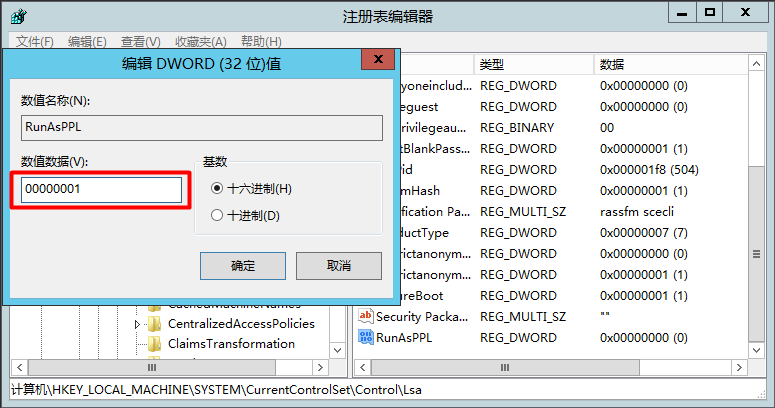 注册表编辑器
文件(F) 编辑(E) 查看(V) 收藏夹(A) 帮助(H)
编辑 DWORD (32 位)值
数值名称(N):
RunAsPPL
数值数据(V):
00000001
基数
十六进制(H)
十进制(D)
确定 取消
类型 数据
yoneinclud... REG_DWORD 0x00000000 (0)
eguest REG_DWORD 0x00000000 (0)
rivilegeau... REG_BINARY 00
tBlankPass... REG_DWORD 0x00000001 (1)
id REG_DWORD 0x000001f8 (504)
mHash REG_DWORD 0x00000001 (1)
ification Pa... REG_MULTI_SZ rassfm scecli
ductType REG_DWORD 0x00000007 (7)
trictanonym... REG_DWORD 0x00000000 (0)
trictanonym... REG_DWORD 0x00000001 (1)
ureBoot REG_DWORD 0x00000001 (1)
Security Packa... REG_MULTI_SZ ""
RunAsPPL REG_DWORD 0x00000000 (0)
CachedMachineNames
CentralizedAccessPolicies
ClaimsTransformation
计算机\HKEY_LOCAL_MACHINE\SYSTEM\CurrentControlSet\Control\Lsa